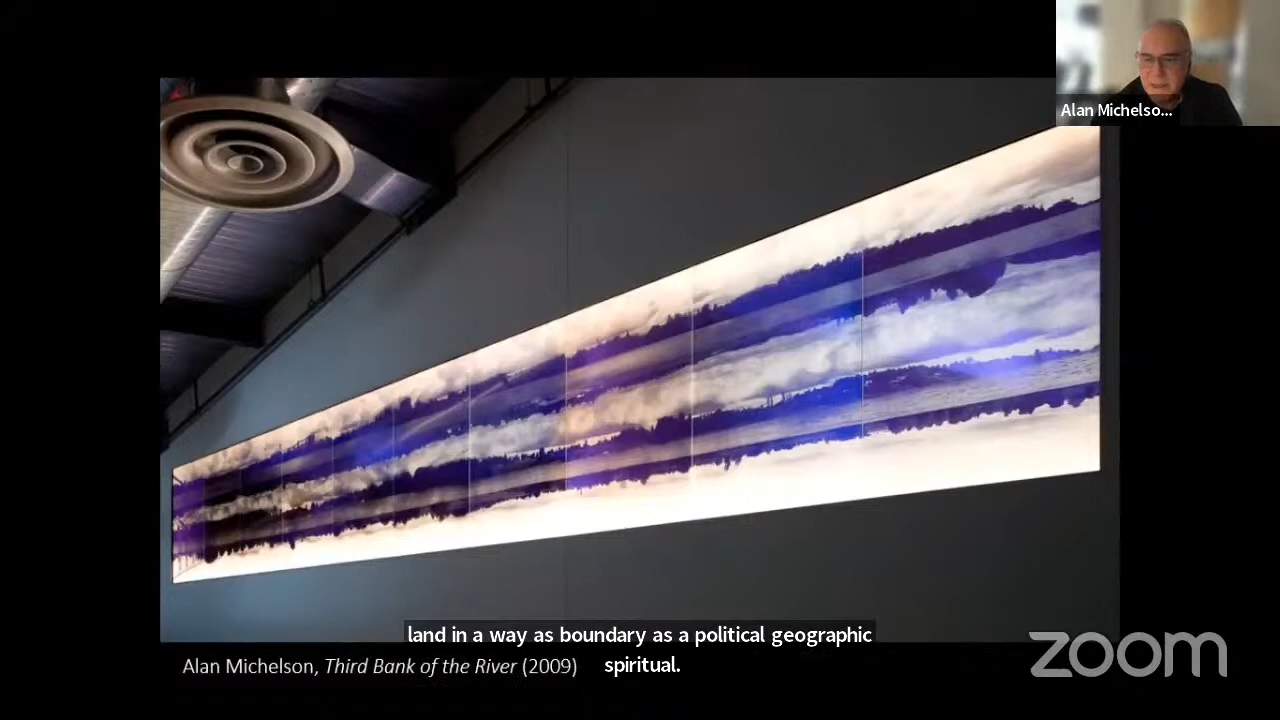 Alan Michelso...
land in a way as boundary as a political geographic
spiritual.
Alan Michelson, Third Bank of the River (2009)
zoom